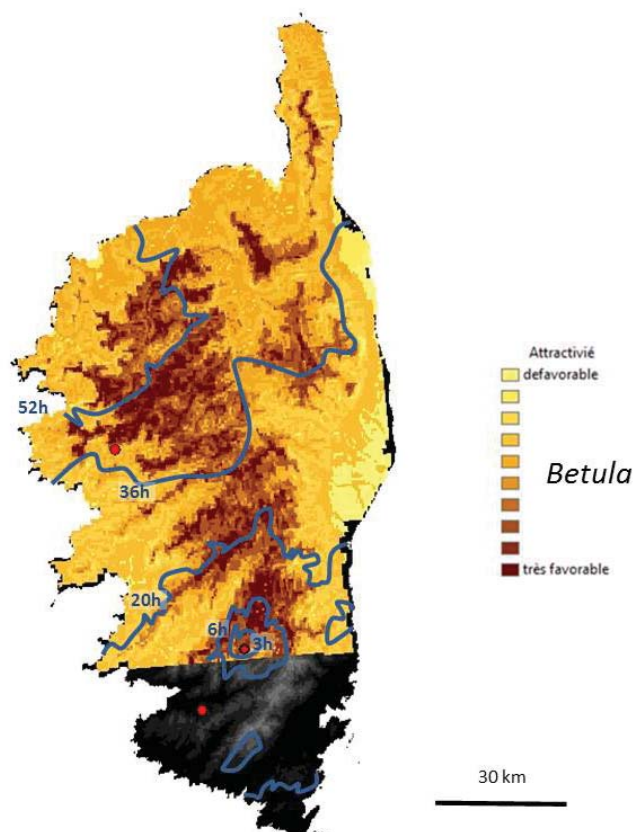 Attractivié
defavorable
52h
Betula
36h
très favorable
20h
6h
3h
30 km